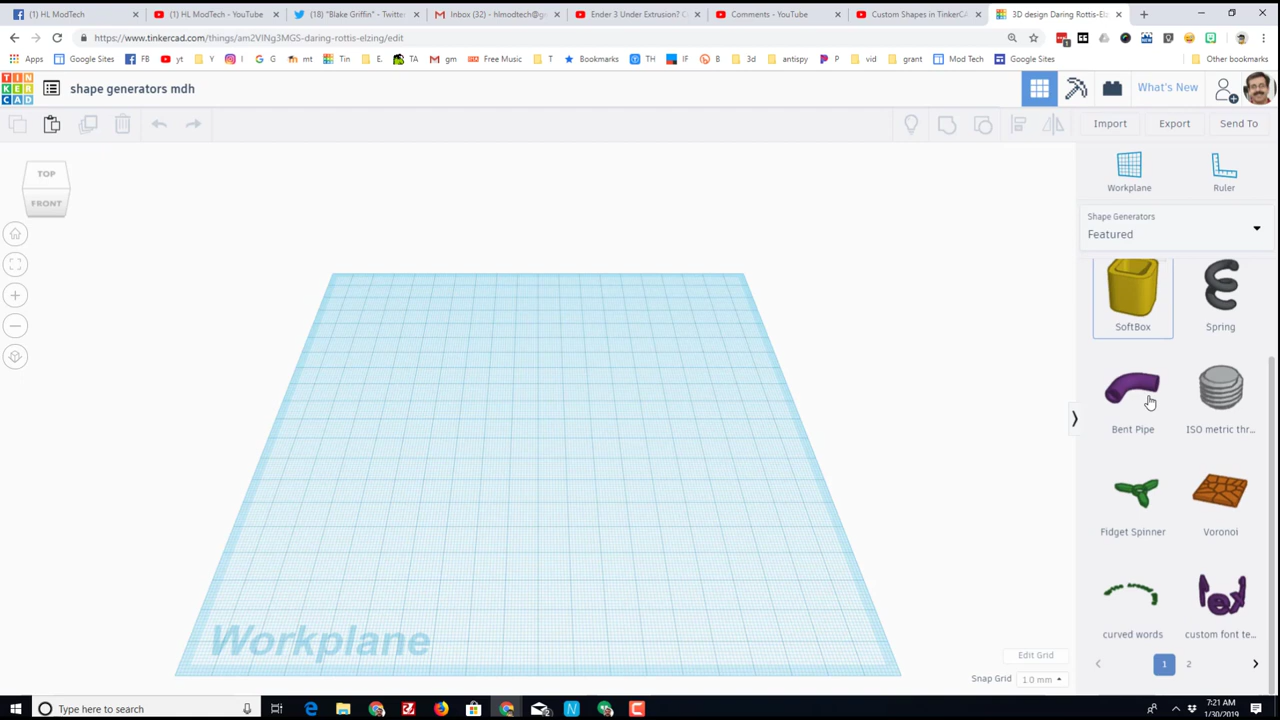 (1) HL ModTech
(1) HL ModTech - YouTube
(18) "Blake Griffin" - Twitte
Inbox (32) - hlmodtech@g
Ender 3 Under Extrusion? C
Comments - YouTube
Custom Shapes in TinkerCA
3D design Daring Rottis-Elz
https://www.tinkercad.com/things/am2VINg3MGS-daring-rottis-elzing/edit
Apps Google Sites FB yt Y I G mt Tin E. TA gm Free Music T Bookmarks TH IF B 3d antispy P vid grant Mod Tech Google Sites Other bookmarks
TIN
KER
CAD
shape generators mdh
What's New
Import Export Send To
TOP
FRONT
Workplane Ruler
Shape Generators
Featured
SoftBox Spring
Bent Pipe ISO metric thr...
Fidget Spinner Voronoi
curved words custom font te...
1 2
Workplane
Edit Grid
Snap Grid 1.0 mm
Type here to search
7:21 AM
1/30/2019